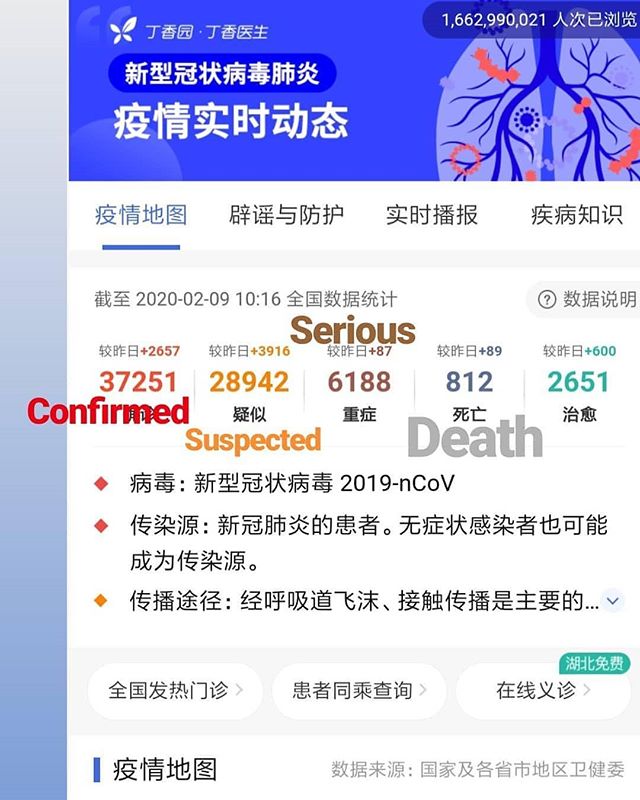 丁香园 · 丁香医生
1,662,990,021 人次已浏览
新型冠状病毒肺炎
疫情实时动态
疫情地图 辟谣与防护 实时播报 疾病知识
截至 2020-02-09 10:16 全国数据统计
? 数据说明
Serious
较昨日+2657 较昨日+3916 较昨日+87 较昨日+89 较昨日+600
37251 28942 6188 812 2651
Confirmed
疑似 重症 死亡 治愈
Suspected
Death
病毒：新型冠状病毒 2019-nCoV
传染源：新冠肺炎的患者。无症状感染者也可能
成为传染源。
传播途径：经呼吸道飞沫、接触传播是主要的...
湖北免费
全国发热门诊 患者同乘查询 在线义诊
疫情地图
数据来源：国家及各省市地区卫健委